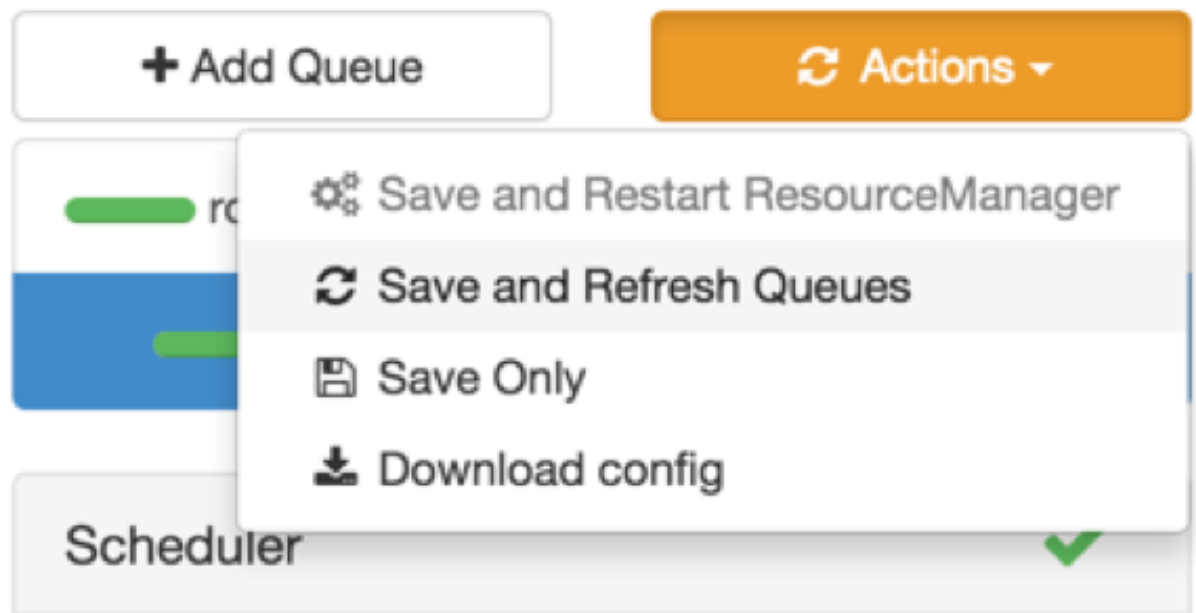 Add Queue
Actions
Save and Restart ResourceManager
Save and Refresh Queues
Save Only
Download config
Scheduler